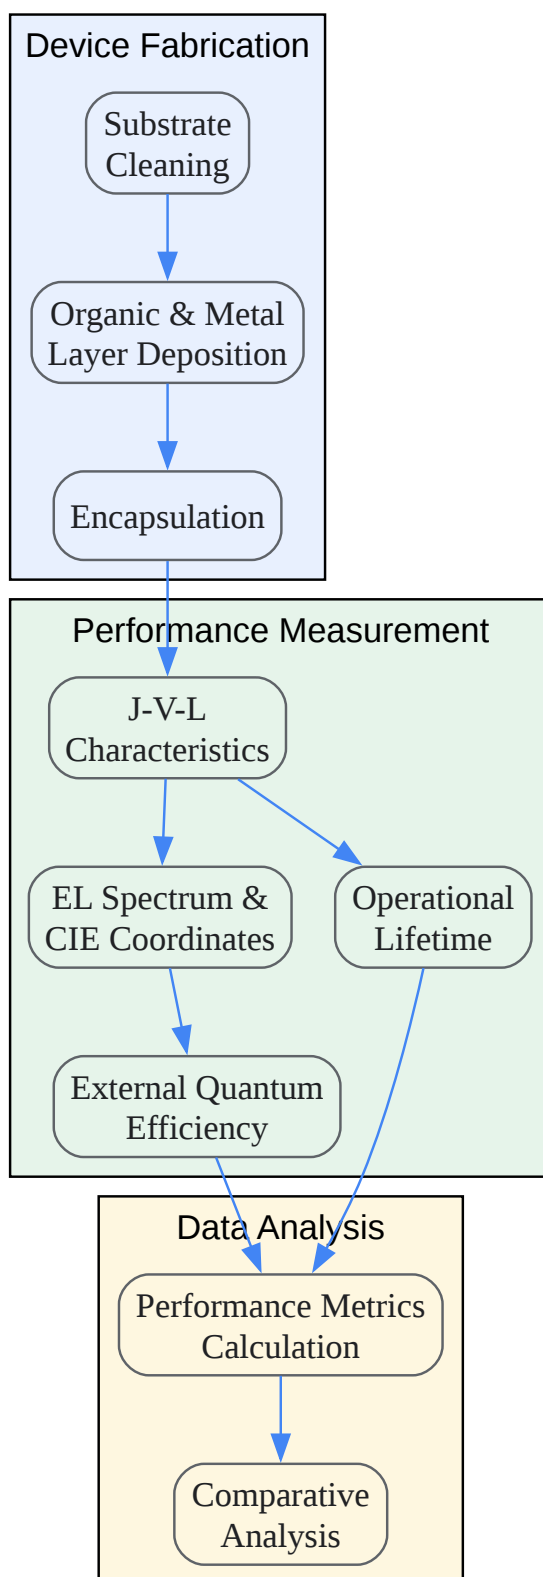 Device Fabrication
Substrate
Cleaning
Organic & Metal
Layer Deposition
Encapsulation
Performance Measurement
J-V-L
Characteristics
EL Spectrum &
CIE Coordinates
Operational
Lifetime
External Quantum
Efficiency
Data Analysis
Performance Metrics
Calculation
Comparative
Analysis